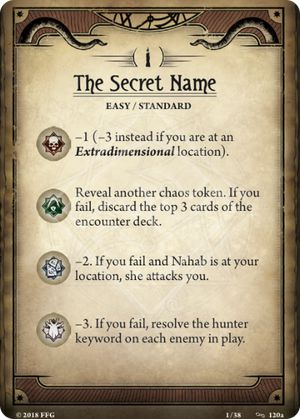 The Secret Name
EASY / STANDARD
–1 (–3 instead if you are at an
Extradimensional location).
Reveal another chaos token. If you
fail, discard the top 3 cards of the
encounter deck.
–2. If you fail and Nahab is at your
location, she attacks you.
–3. If you fail, resolve the hunter
keyword on each enemy in play.
© 2018 FFG
1/38
120a